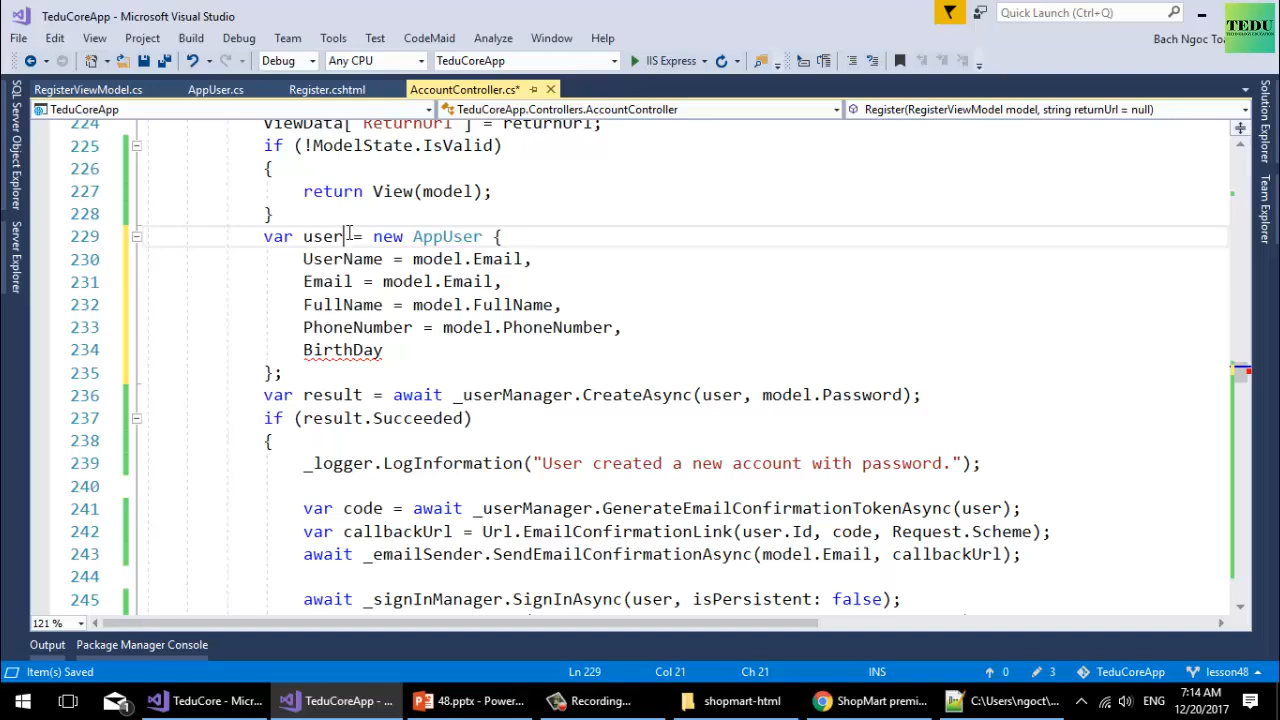 TeduCoreApp - Microsoft Visual Studio
Quick Launch (Ctrl+Q)
TEDU
File Edit View Project Build Debug Team Tools Test CodeMaid Analyze Window Help
Bach Ngoc Toa
Debug Any CPU TeduCoreApp IIS Express
RegisterViewModel.cs AppUser.cs Register.cshtml AccountController.cs*
TeduCoreApp TeduCoreApp.Controllers.AccountController Register(RegisterViewModel model, string returnUrl = null)
SQL Server Object Explorer
Server Explorer
Solution Explorer
Team Explorer
224 ViewData["ReturnUrl"] = returnUrl;
225 if (!ModelState.IsValid)
226 {
227 return View(model);
228 }
229 var user = new AppUser {
230 UserName = model.Email,
231 Email = model.Email,
232 FullName = model.FullName,
233 PhoneNumber = model.PhoneNumber,
234 BirthDay
235 };
236 var result = await _userManager.CreateAsync(user, model.Password);
237 if (result.Succeeded)
238 {
239 _logger.LogInformation("User created a new account with password.");
240
241 var code = await _userManager.GenerateEmailConfirmationTokenAsync(user);
242 var callbackUrl = Url.EmailConfirmationLink(user.Id, code, Request.Scheme);
243 await _emailSender.SendEmailConfirmationAsync(model.Email, callbackUrl);
244
245 await _signInManager.SignInAsync(user, isPersistent: false);
121 %
Output Package Manager Console
Item(s) Saved Ln 229 Col 21 Ch 21 INS 0 3 TeduCoreApp lesson48
TeduCore - Micr... TeduCoreApp - ... 48.pptx - Power... Recording... shopmart-html ShopMart premi... C:\Users\ngoct\... ENG 7:14 AM
12/20/2017